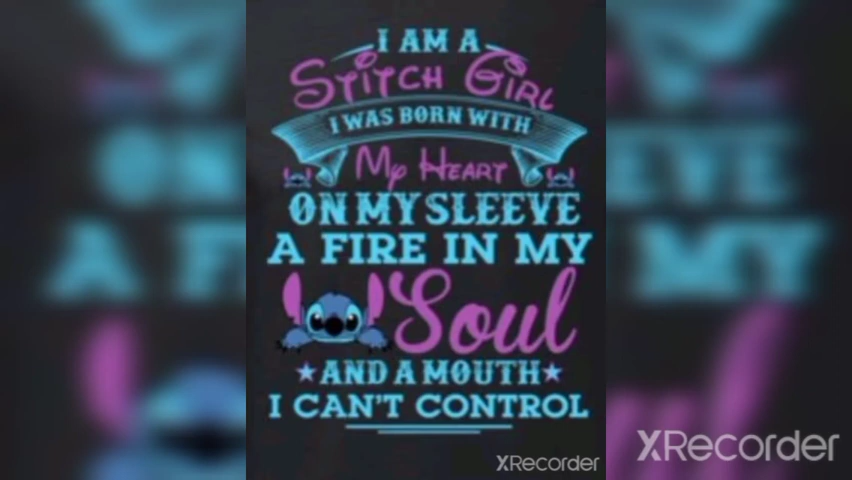 I AM A
STITCH GIRL
I WAS BORN WITH
My HEART
ON MY SLEEVE
A FIRE IN MY
Soul
AND A MOUTH
I CAN'T CONTROL
XRecorder
XRecorder